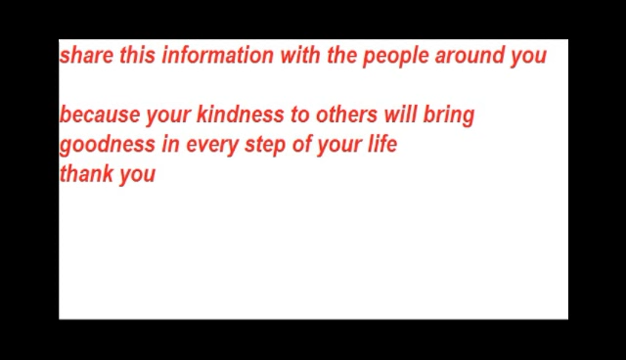 share this information with the people around you
because your kindness to others will bring
goodness in every step of your life
thank you